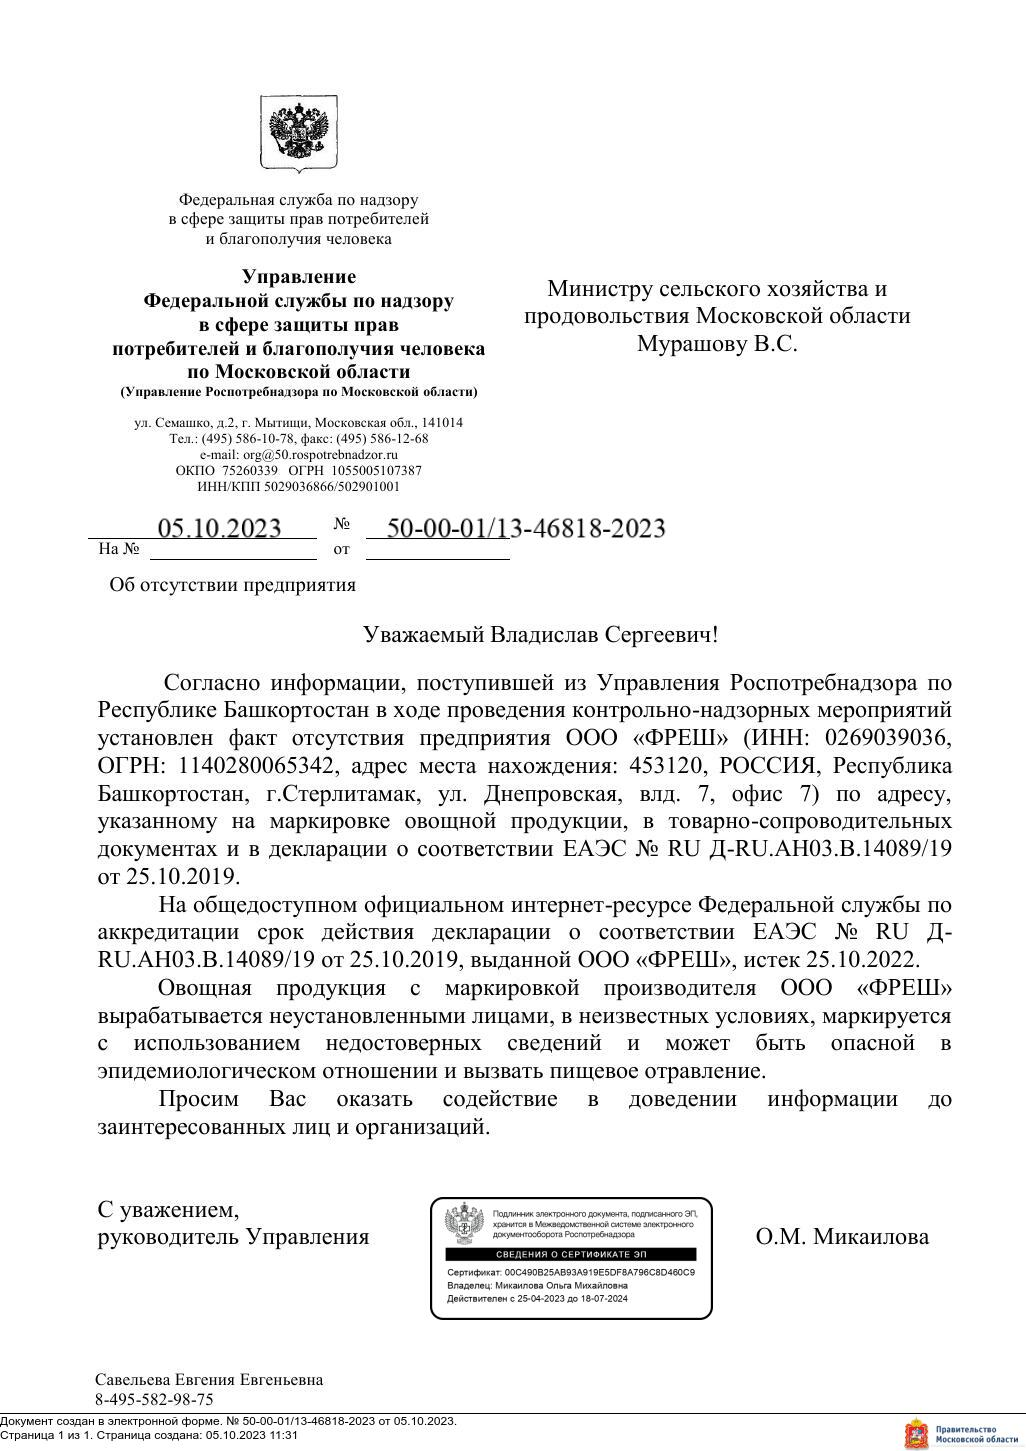 Федеральная служба по надзору
в сфере защиты прав потребителей
и благополучия человека
Управление
Федеральной службы по надзору
в сфере защиты прав
потребителей и благополучия человека
по Московской области
(Управление Роспотребнадзора по Московской области)
ул. Семашко, д.2, г. Мытищи, Московская обл., 141014
Тел.: (495) 586-10-78, факс: (495) 586-12-68
e-mail: org@50.rospotrebnadzor.ru
ОКПО 75260339 ОГРН 1055005107387
ИНН/КПП 5029036866/502901001
Министру сельского хозяйства и
продовольствия Московской области
Мурашову В.С.
05.10.2023 № 50-00-01/13-46818-2023
На № от
Об отсутствии предприятия
Уважаемый Владислав Сергеевич!
Согласно информации, поступившей из Управления Роспотребнадзора по
Республике Башкортостан в ходе проведения контрольно-надзорных мероприятий
установлен факт отсутствия предприятия ООО «ФРЕШ» (ИНН: 0269039036,
ОГРН: 1140280065342, адрес места нахождения: 453120, РОССИЯ, Республика
Башкортостан, г.Стерлитамак, ул. Днепровская, влд. 7, офис 7) по адресу,
указанному на маркировке овощной продукции, в товарно-сопроводительных
документах и в декларации о соответствии ЕАЭС № RU Д-RU.АН03.В.14089/19
от 25.10.2019.
На общедоступном официальном интернет-ресурсе Федеральной службы по
аккредитации срок действия декларации о соответствии ЕАЭС № RU Д-
RU.АН03.В.14089/19 от 25.10.2019, выданной ООО «ФРЕШ», истек 25.10.2022.
Овощная продукция с маркировкой производителя ООО «ФРЕШ»
вырабатывается неустановленными лицами, в неизвестных условиях, маркируется
с использованием недостоверных сведений и может быть опасной в
эпидемиологическом отношении и вызвать пищевое отравление.
Просим Вас оказать содействие в доведении информации до
заинтересованных лиц и организаций.
С уважением,
руководитель Управления
Подлинник электронного документа, подписанного ЭП,
хранится в Межведомственной системе электронного
документооборота Роспотребнадзора
СВЕДЕНИЯ О СЕРТИФИКАТЕ ЭП
Сертификат: 00C490B25AB93A919E5DF8A796C8D460C9
Владелец: Микаилова Ольга Михайловна
Действителен с 25-04-2023 до 18-07-2024
О.М. Микаилова
Савельева Евгения Евгеньевна
8-495-582-98-75
Документ создан в электронной форме. № 50-00-01/13-46818-2023 от 05.10.2023.
Страница 1 из 1. Страница создана: 05.10.2023 11:31
Правительство
Московской области